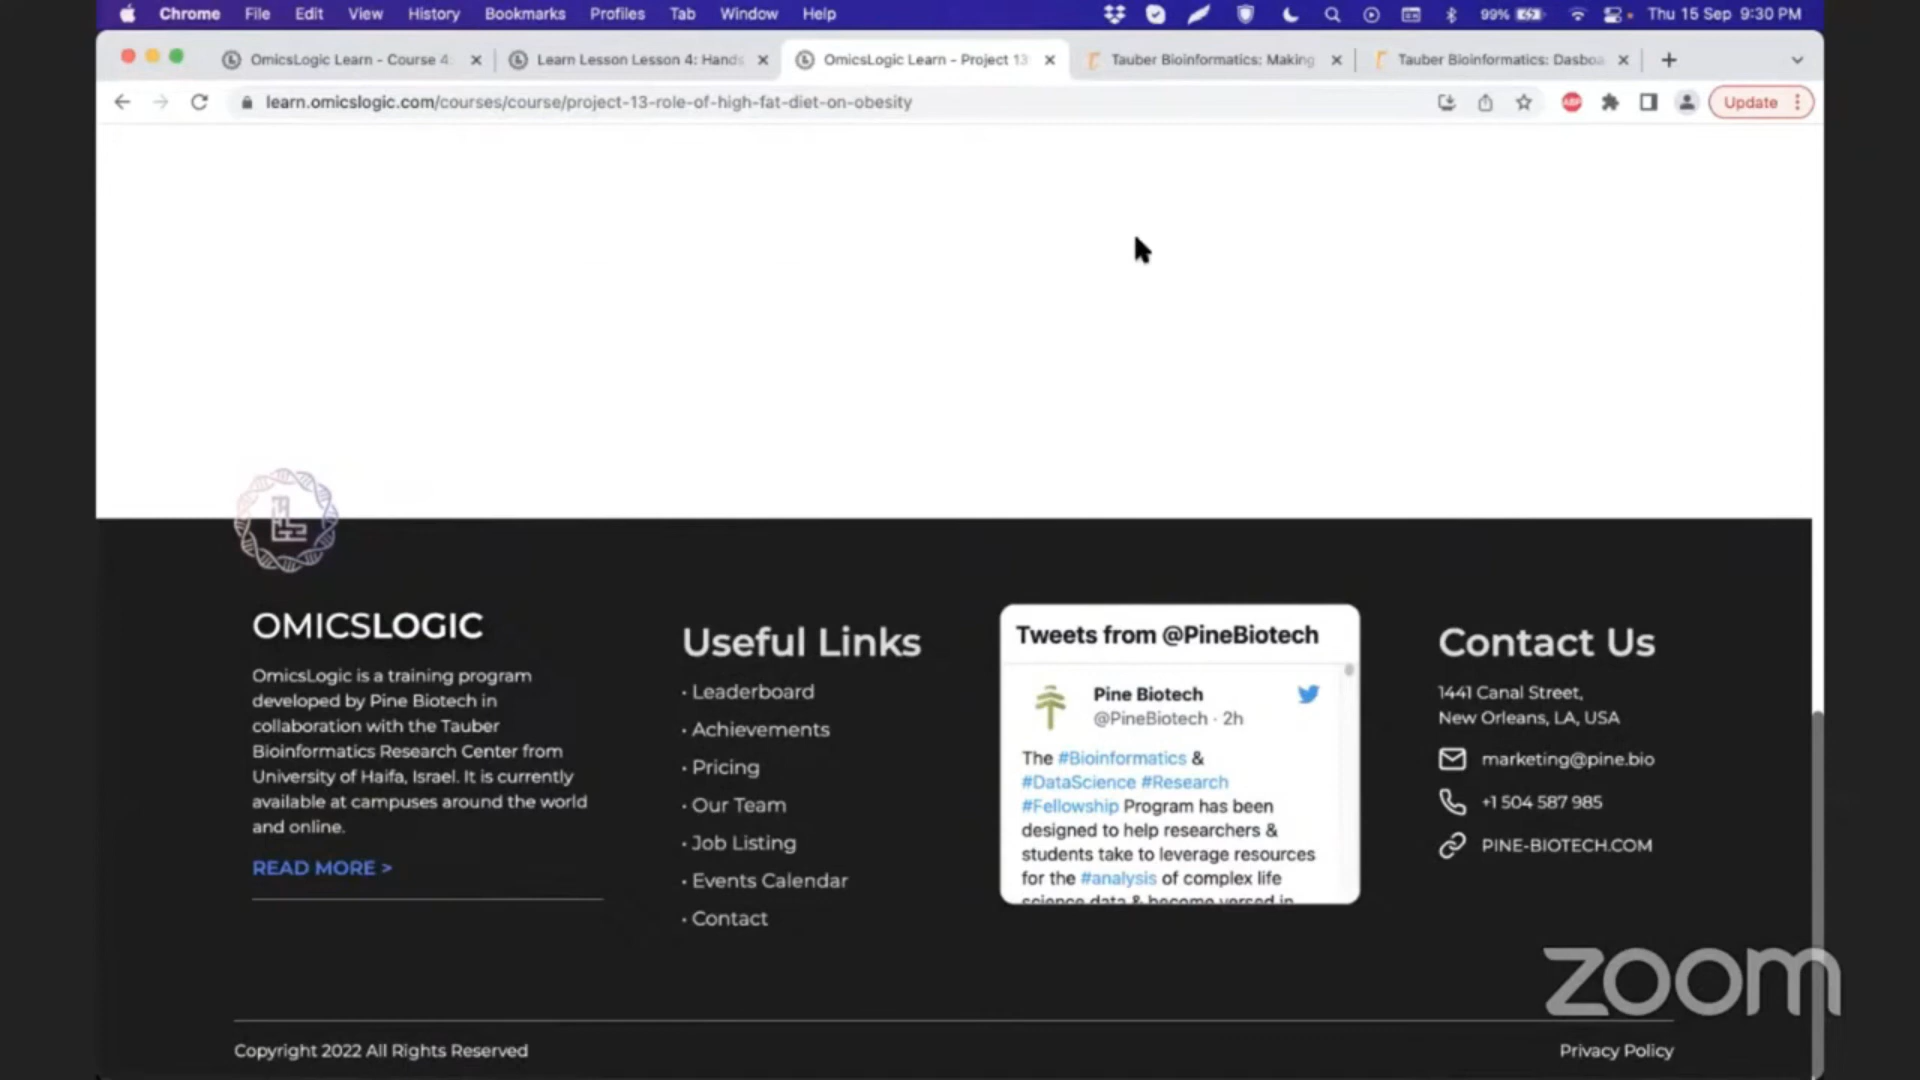 Chrome File Edit View History Bookmarks Profiles Tab Window Help 99% Thu 15 Sep 9:30 PM
OmicsLogic Learn - Course 4: Learn Lesson Lesson 4: Hands OmicsLogic Learn - Project 13 Tauber Bioinformatics: Making Tauber Bioinformatics: Dasboa
learn.omicslogic.com/courses/course/project-13-role-of-high-fat-diet-on-obesity ABP Update
OMICSLOGIC
OmicsLogic is a training program
developed by Pine Biotech in
collaboration with the Tauber
Bioinformatics Research Center from
University of Haifa, Israel. It is currently
available at campuses around the world
and online.
READ MORE >
Useful Links
· Leaderboard
· Achievements
· Pricing
· Our Team
· Job Listing
· Events Calendar
· Contact
Tweets from @PineBiotech
Pine Biotech
@PineBiotech · 2h
The #Bioinformatics &
#DataScience #Research
#Fellowship Program has been
designed to help researchers &
students take to leverage resources
for the #analysis of complex life
science data & become versed in
Contact Us
1441 Canal Street,
New Orleans, LA, USA
marketing@pine.bio
+1 504 587 985
PINE-BIOTECH.COM
zoom
Copyright 2022 All Rights Reserved
Privacy Policy